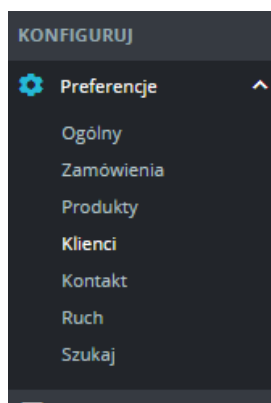 KONFIGURUJ
Preferencje
Ogólny
Zamówienia
Produkty
Klienci
Kontakt
Ruch
Szukaj